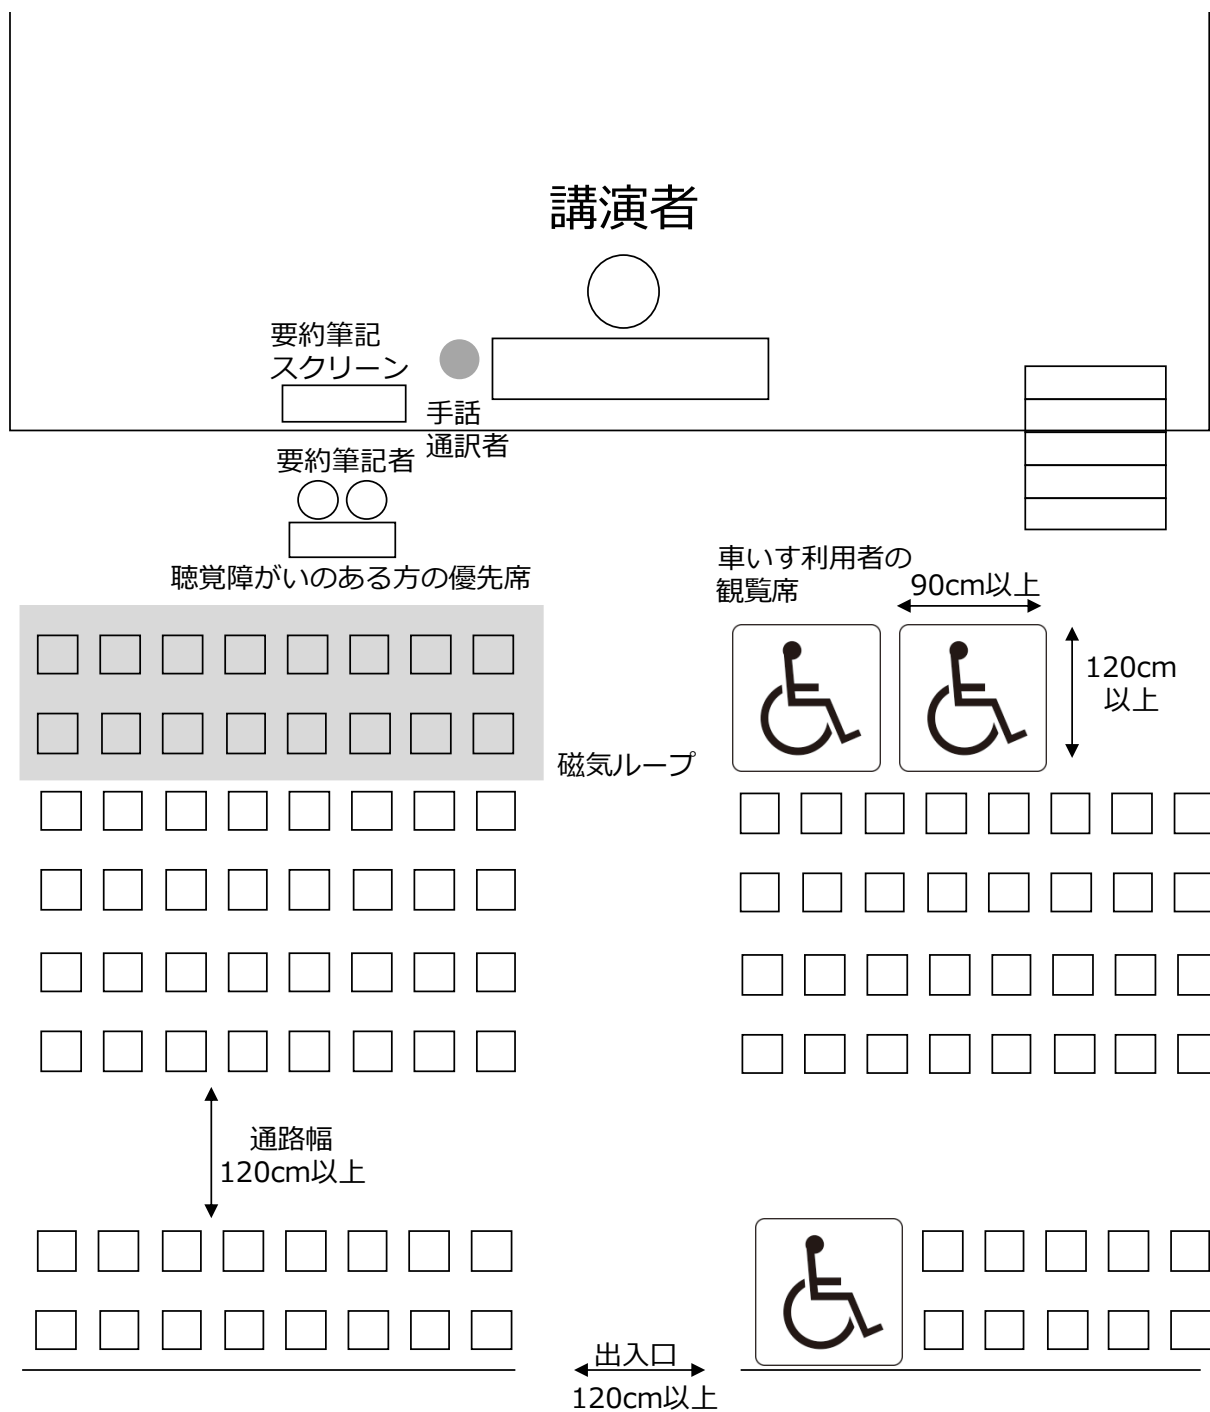 講演者
要約筆記
スクリーン
手話
通訳者
要約筆記者
聴覚障がいのある方の優先席
車いす利用者の
観覧席
90cm以上
120cm
以上
磁気ループ
通路幅
120cm以上
出入口
120cm以上